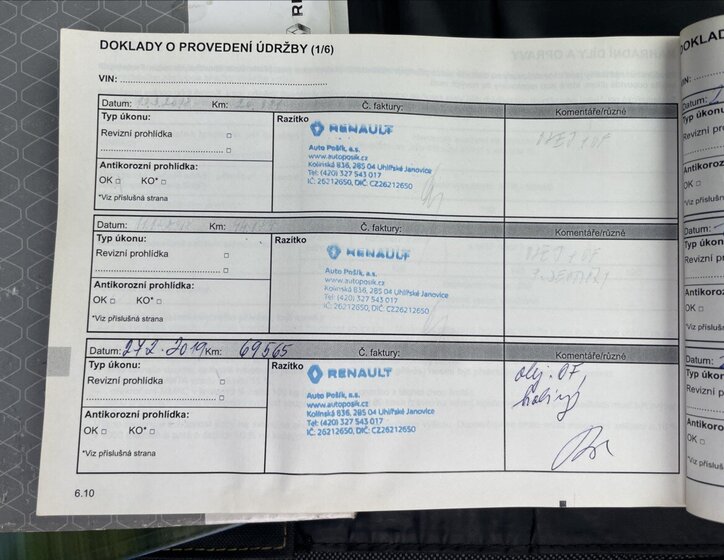 DOKLADY O PROVEDENÍ ÚDRŽBY (1/6)
VIN:
Datum: Km: Č. faktury: Komentáře/různé
Typ úkonu:
Revizní prohlídka
Antikorozní prohlídka:
OK KO*
*Viz příslušná strana
Razítko
RENAULT
Auto Pošík, a.s.
www.autoposik.cz
Kolínská 836, 285 04 Uhlířské Janovice
Tel: (420) 327 543 017
IČ: 26212650, DIČ: CZ26212650
Datum: Km: Č. faktury: Komentáře/různé
Typ úkonu:
Revizní prohlídka
Antikorozní prohlídka:
OK KO*
*Viz příslušná strana
Razítko
RENAULT
Auto Pošík, a.s.
www.autoposik.cz
Kolínská 836, 285 04 Uhlířské Janovice
Tel: (420) 327 543 017
IČ: 26212650, DIČ: CZ26212650
Datum: 27.2.2019 Km: 69565 Č. faktury: Komentáře/různé
Typ úkonu:
Revizní prohlídka
Antikorozní prohlídka:
OK KO*
*Viz příslušná strana
Razítko
RENAULT
Auto Pošík, a.s.
www.autoposik.cz
Kolínská 836, 285 04 Uhlířské Janovice
Tel: (420) 327 543 017
IČ: 26212650, DIČ: CZ26212650
olej. OF,
6.10